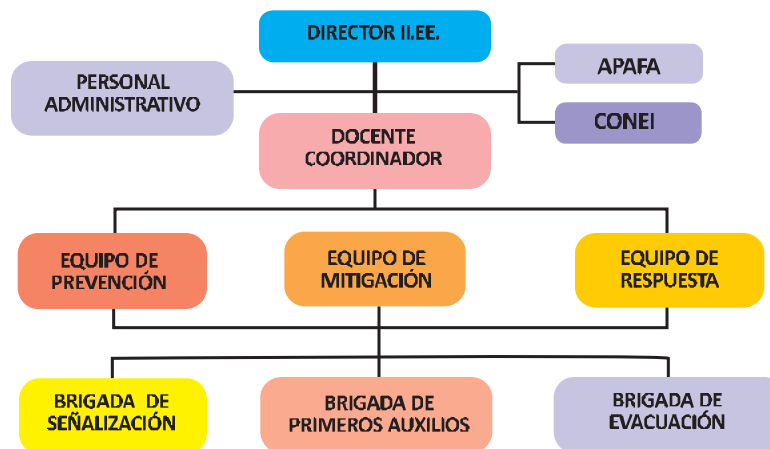 DIRECTOR II.EE.
PERSONAL
ADMINISTRATIVO
APAFA
CONEI
DOCENTE
COORDINADOR
EQUIPO DE
PREVENCIÓN
EQUIPO DE
MITIGACIÓN
EQUIPO DE
RESPUESTA
BRIGADA DE
SEÑALIZACIÓN
BRIGADA DE
PRIMEROS AUXILIOS
BRIGADA DE
EVACUACIÓN